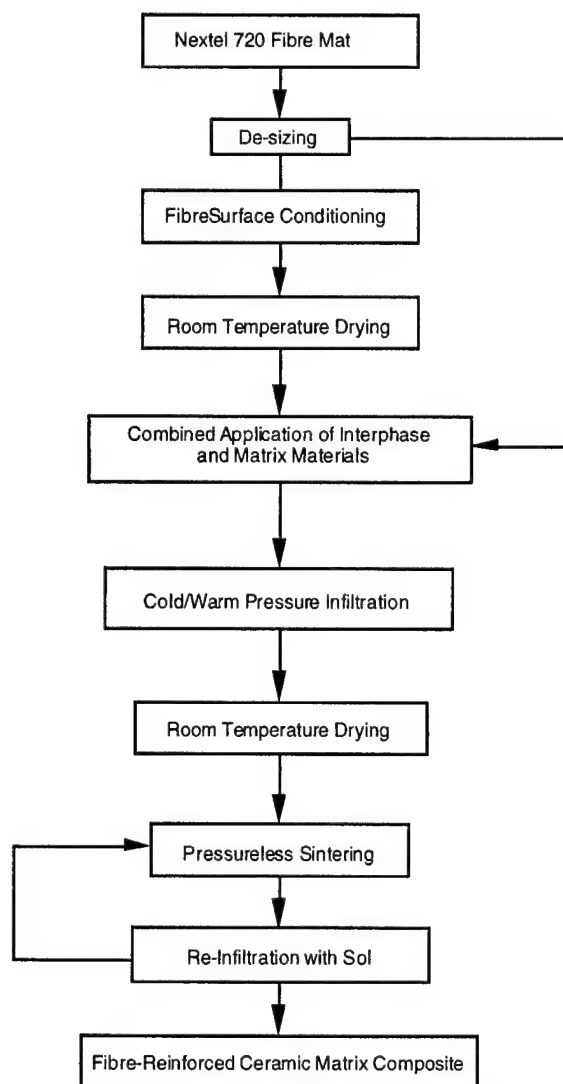 Nextel 720 Fibre Mat
De-sizing
FibreSurface Conditioning
Room Temperature Drying
Combined Application of Interphase
and Matrix Materials
Cold/Warm Pressure Infiltration
Room Temperature Drying
Pressureless Sintering
Re-Infiltration with Sol
Fibre-Reinforced Ceramic Matrix Composite